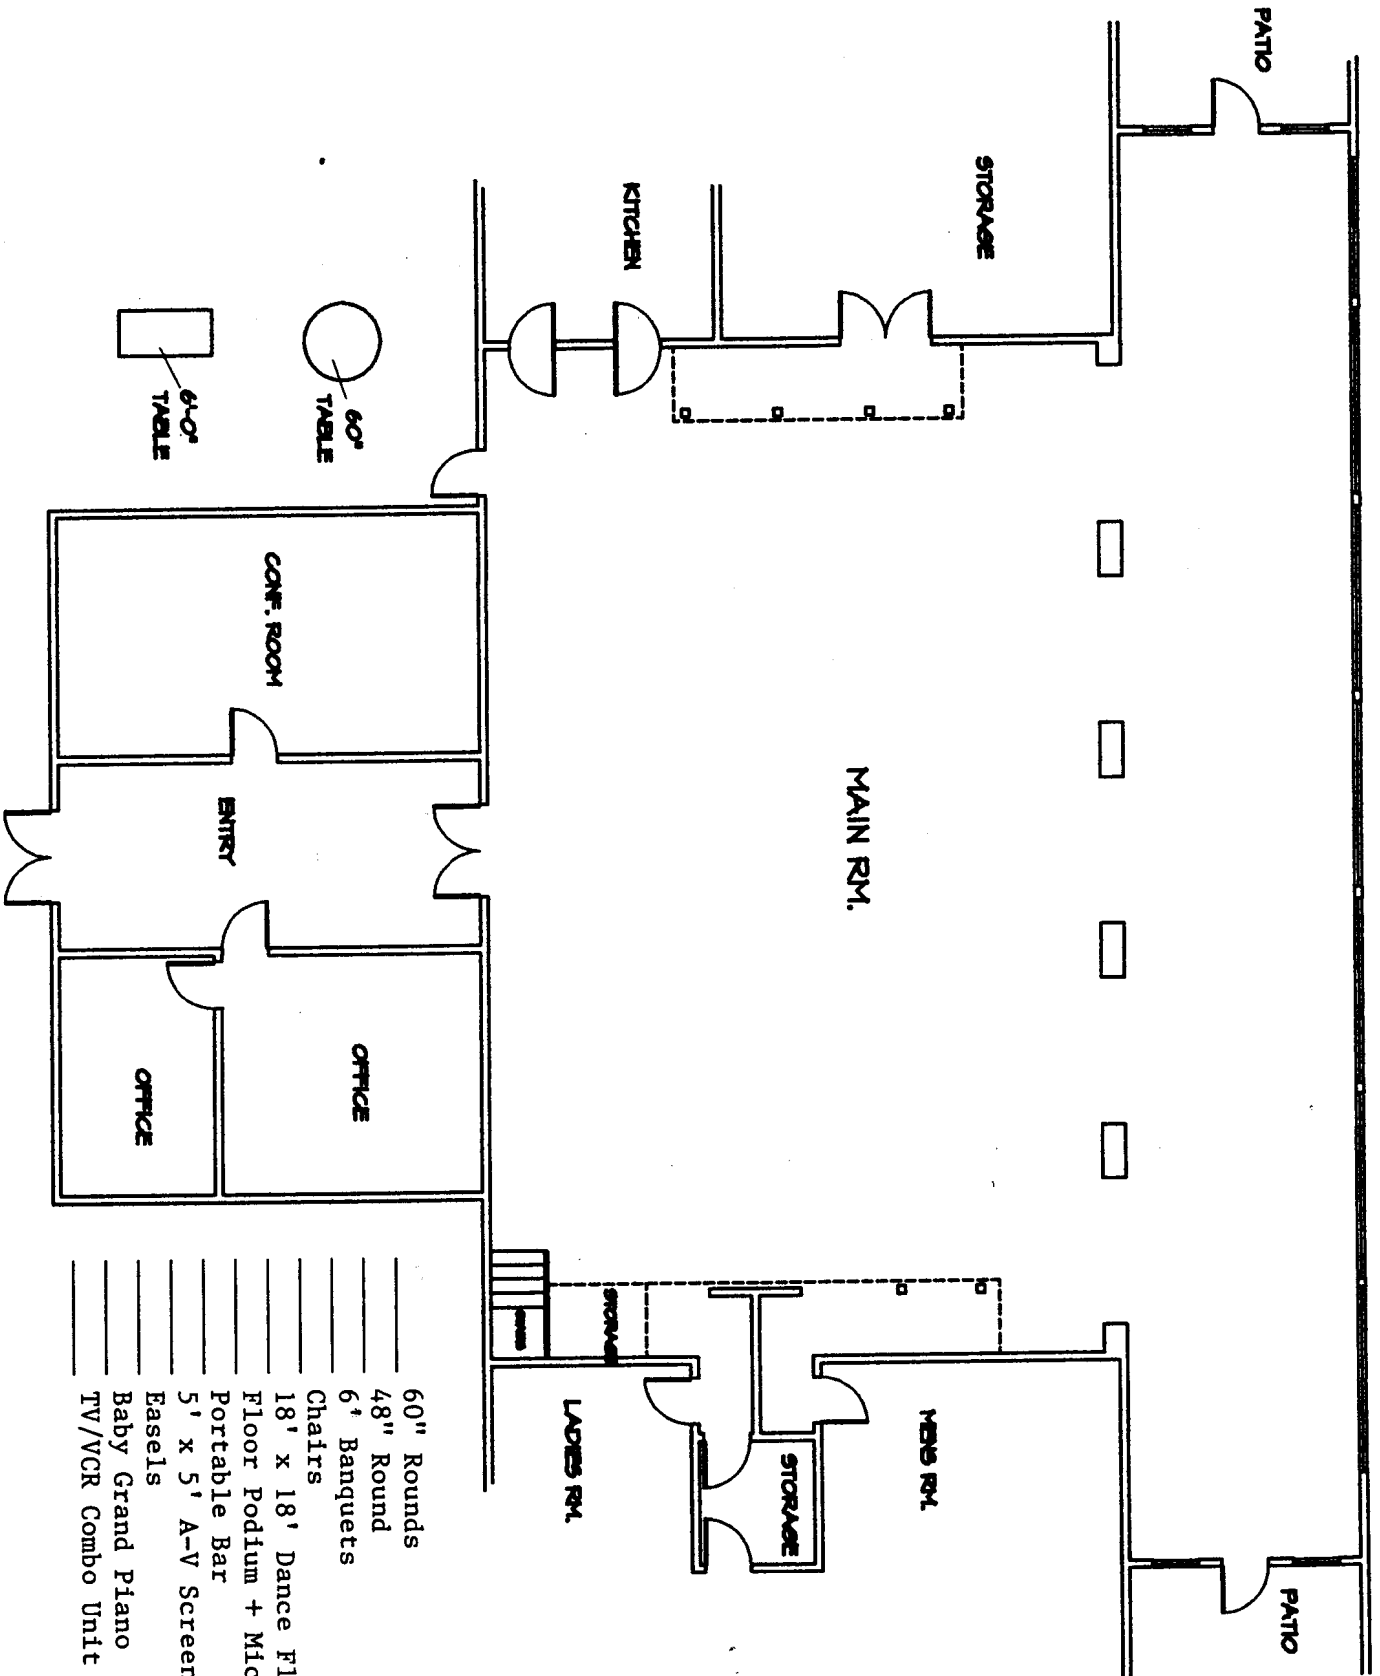 PATIO
PATIO
STORAGE
MENS RM.
MAIN RM.
STORAGE
KITCHEN
STORAGE
LADIES RM.
60" TABLE
6'-0" TABLE
CONF. ROOM
ENTRY
OFFICE
OFFICE
60" Rounds
48" Round
6' Banquets
Chairs
18' x 18' Dance Fl
Floor Podium + Mic
Portable Bar
5' x 5' A-V Screen
Easels
Baby Grand Piano
TV/VCR Combo Unit